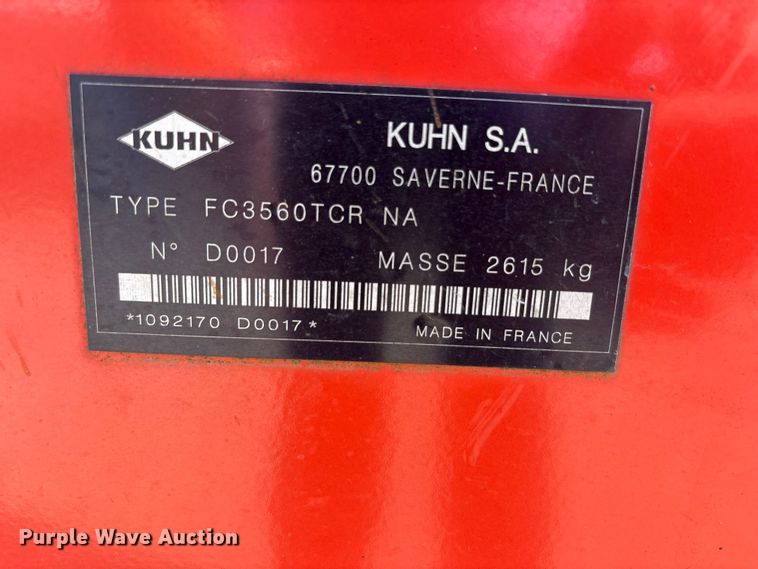 KUHN
KUHN S.A.
67700 SAVERNE-FRANCE
TYPE FC3560TCR NA
N° D0017 MASSE 2615 kg
*1092170 D0017*
MADE IN FRANCE
Purple Wave Auction